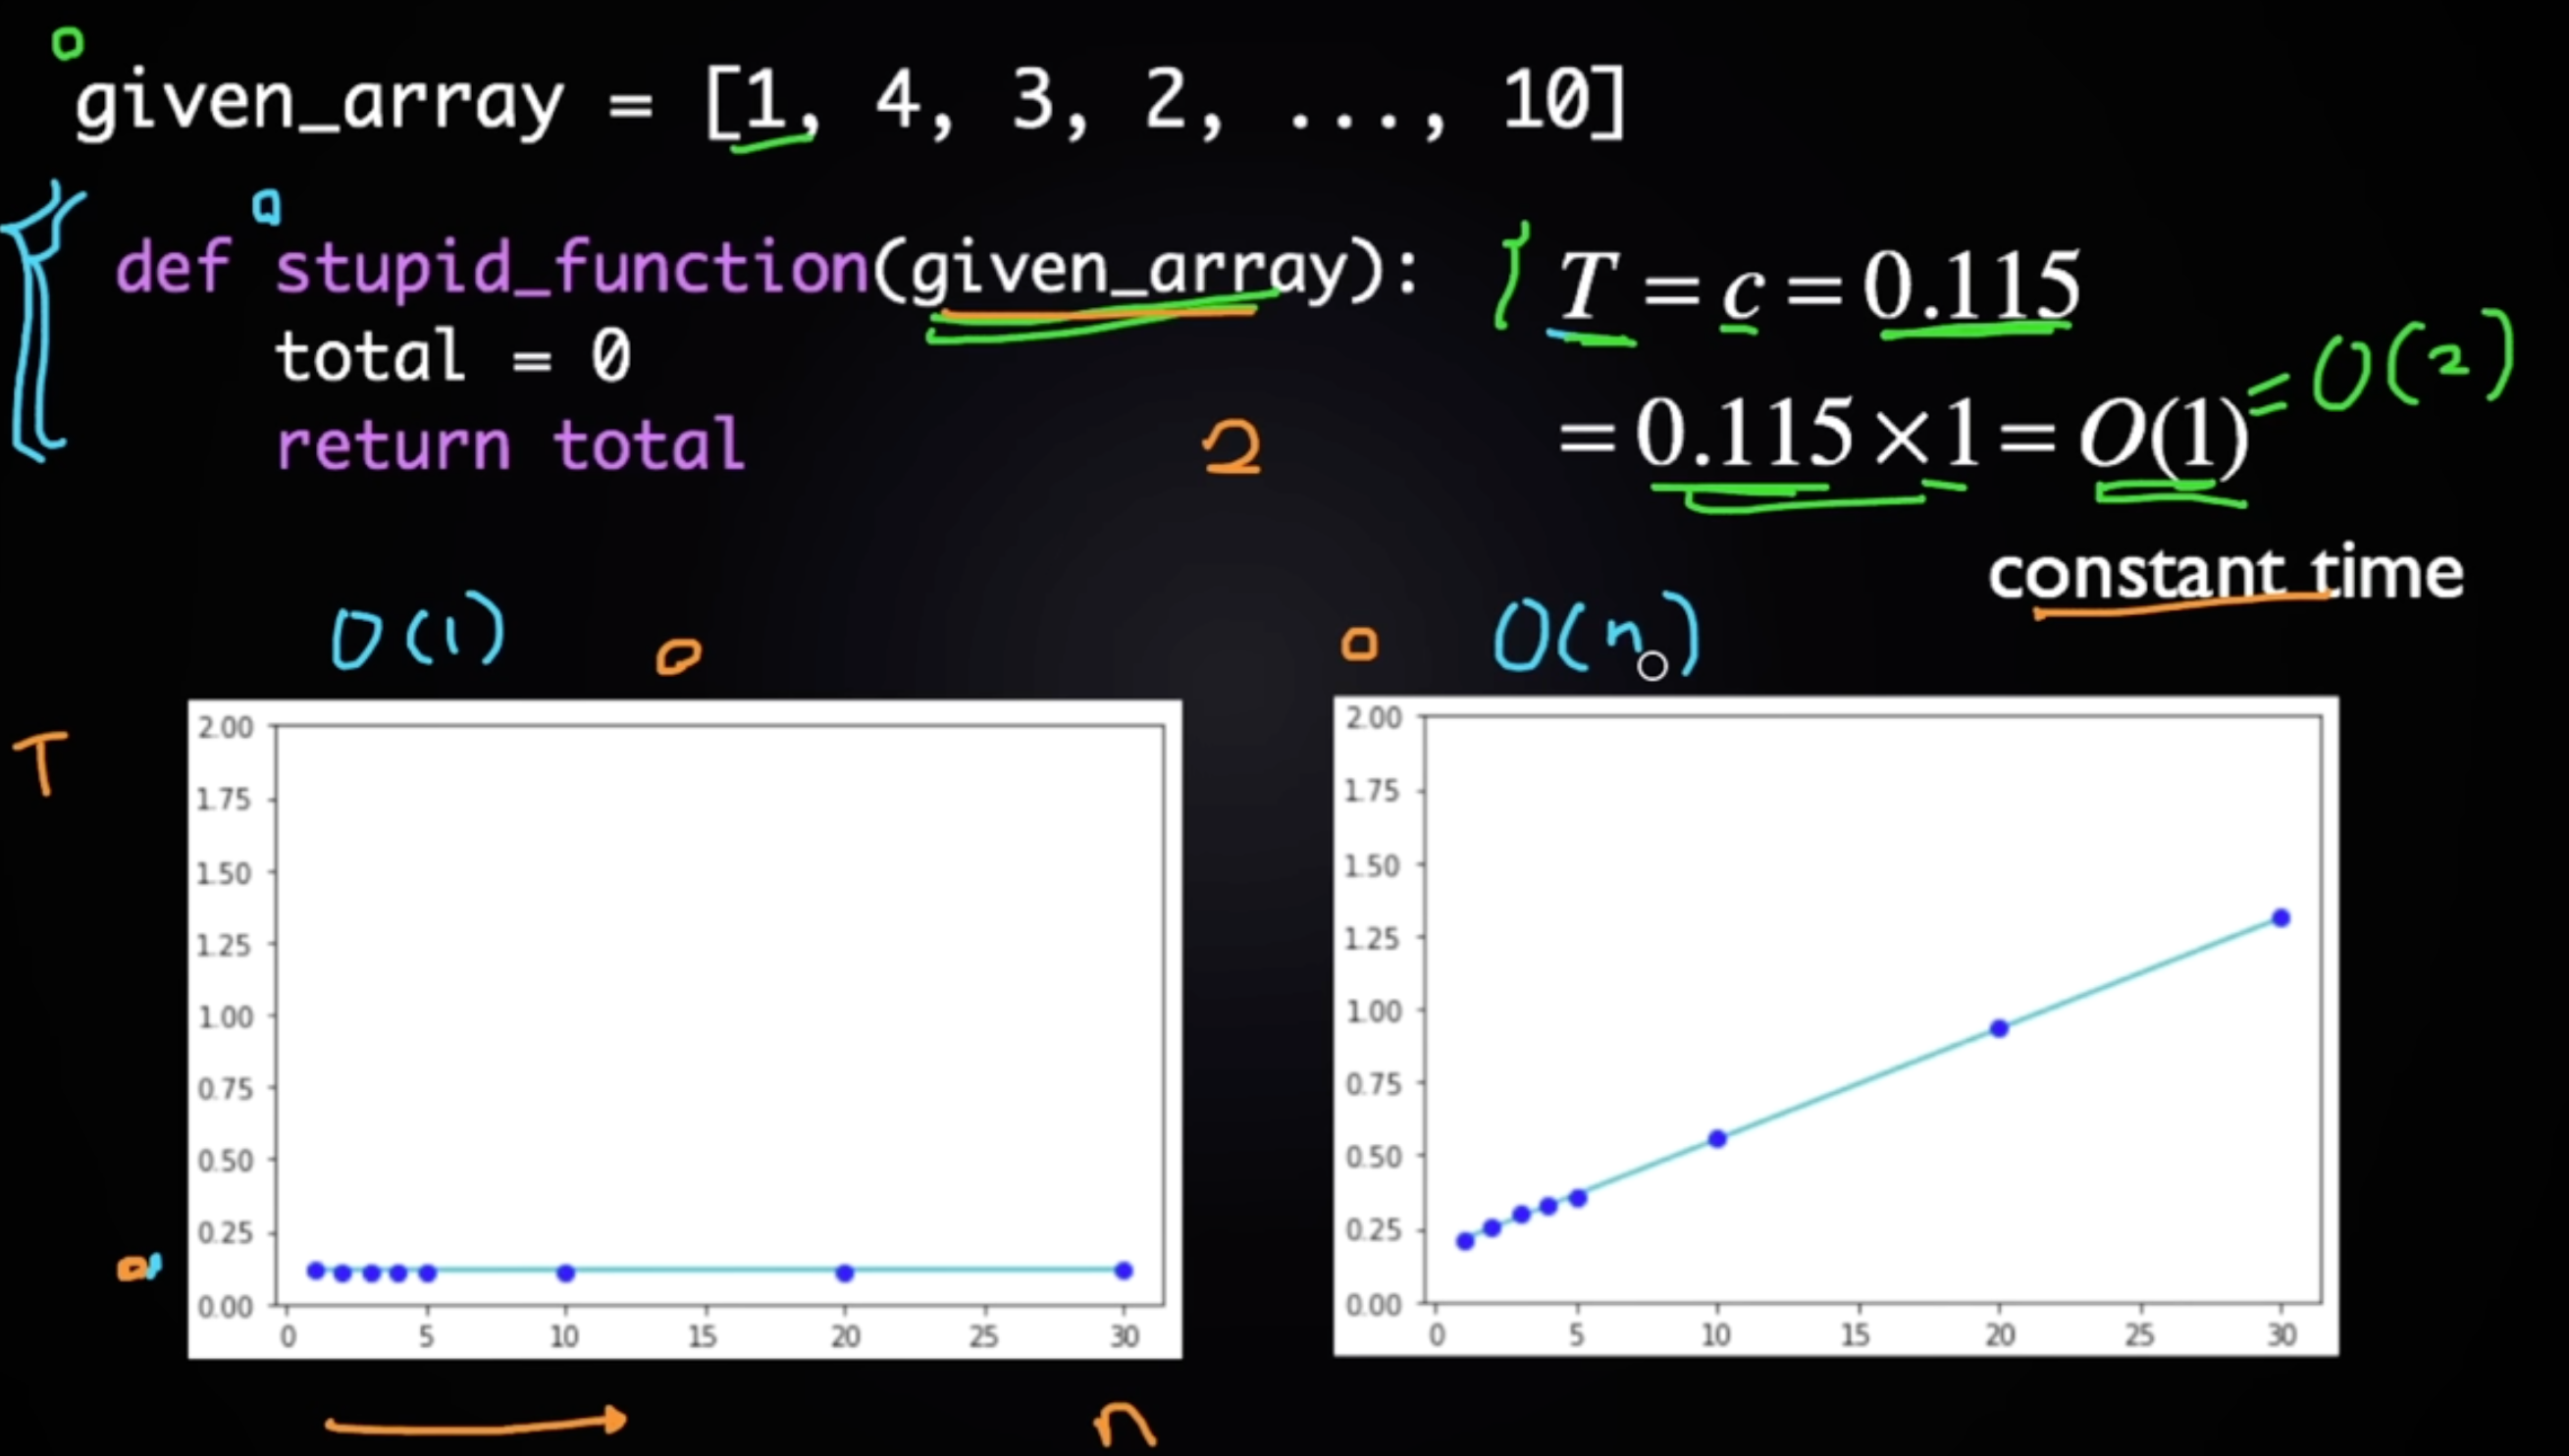 given_array = [1, 4, 3, 2, ..., 10]
def stupid_function(given_array):
total = 0
return total
T = c = 0.115
= 0.115 × 1 = O(1) = O(2)
constant time
2
O(1)
O(n)
T
2.00
1.75
1.50
1.25
1.00
0.75
0.50
0.25
0.00
0 5 10 15 20 25 30
n
2.00
1.75
1.50
1.25
1.00
0.75
0.50
0.25
0.00
0 5 10 15 20 25 30